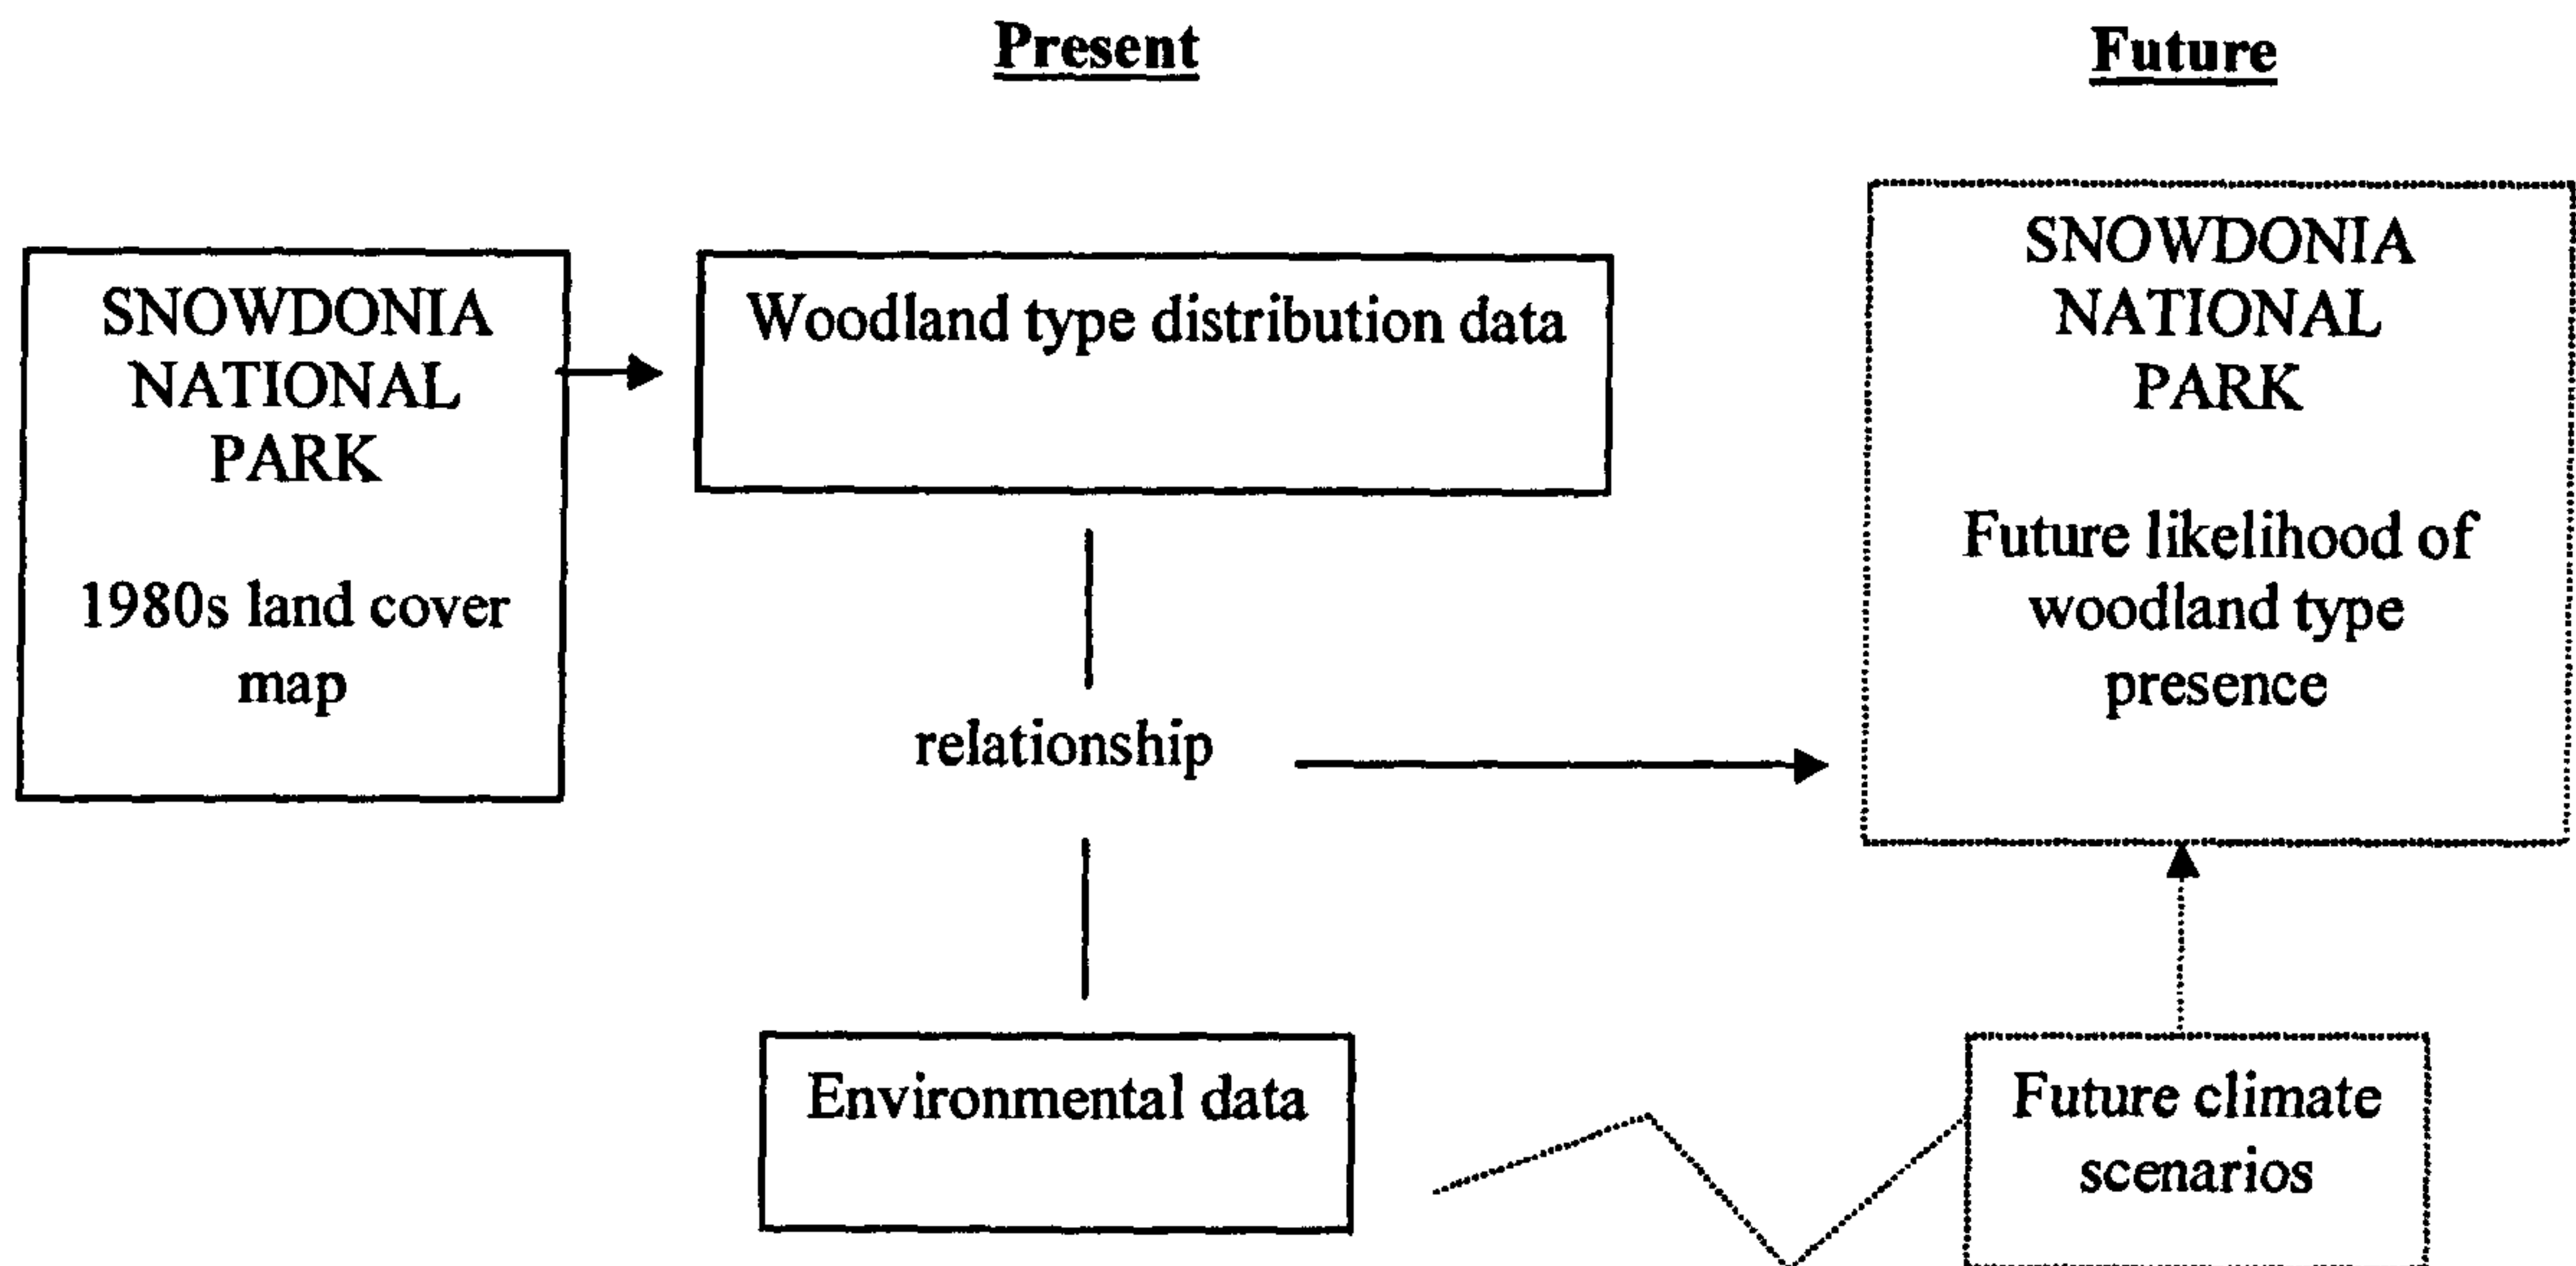 Present
Future
SNOWDONIA
NATIONAL
PARK
1980s land cover
map
Woodland type distribution data
relationship
Environmental data
SNOWDONIA
NATIONAL
PARK
Future likelihood of
woodland type
presence
Future climate
scenarios